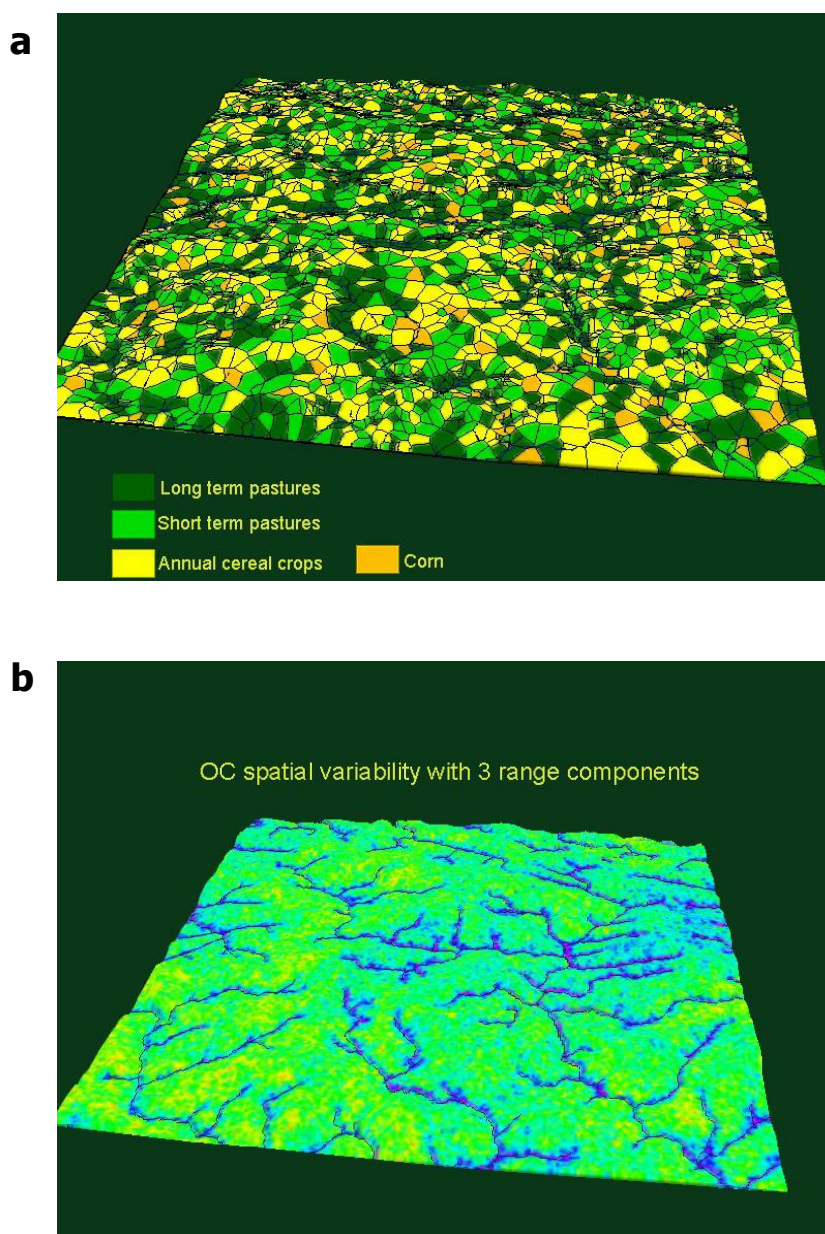 a
Long term pastures
Short term pastures
Annual cereal crops
Corn
b
OC spatial variability with 3 range components